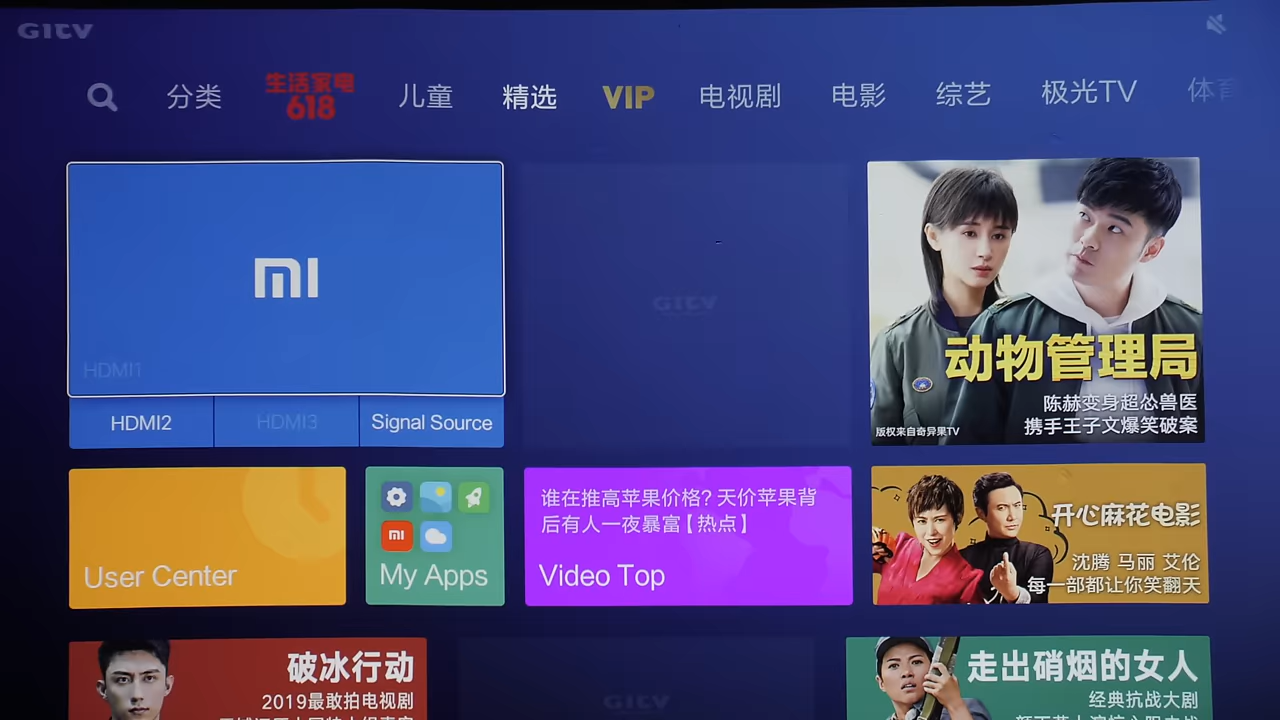 GITV
分类
生活家电
618
儿童
精选
VIP
电视剧
电影
综艺
极光TV
体育
mi
HDMI1
HDMI2
HDMI3
Signal Source
GITV
动物管理局
陈赫变身超怂兽医
携手王子文爆笑破案
版权来自奇异果TV
User Center
mi
My Apps
谁在推高苹果价格?天价苹果背
后有人一夜暴富【热点】
Video Top
开心麻花电影
沈腾 马丽 艾伦
每一部都让你笑翻天
破冰行动
2019最敢拍电视剧
GITV
走出硝烟的女人
经典抗战大剧